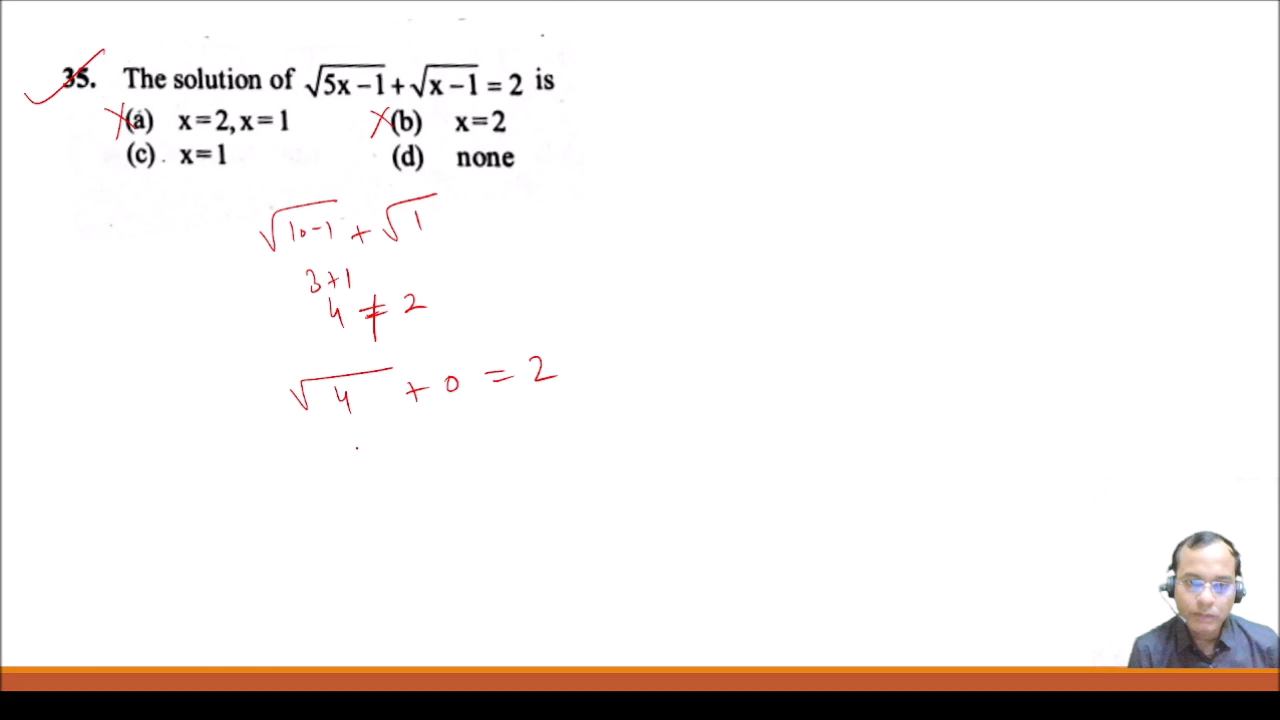 35. The solution of √5x-1 + √x-1 = 2 is
(a) x=2, x=1 (b) x=2
(c) . x=1 (d) none
√10-1 + √1
3+1
4 ≠ 2
√4 + 0 = 2